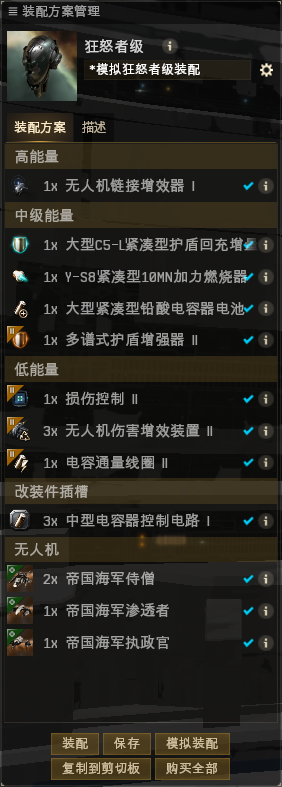 装配方案管理
狂怒者级
*模拟狂怒者级装配
装配方案 描述
高能量
1x 无人机链接增效器 I
中级能量
1x 大型C5-L紧凑型护盾回充增
1x Y-S8紧凑型10MN加力燃烧器
1x 大型紧凑型铅酸电容器电池
1x 多谱式护盾增强器 II
低能量
1x 损伤控制 II
3x 无人机伤害增效装置 II
1x 电容通量线圈 II
改装件插槽
3x 中型电容器控制电路 I
无人机
2x 帝国海军侍僧
1x 帝国海军渗透者
1x 帝国海军执政官
装配 保存 模拟装配
复制到剪切板 购买全部